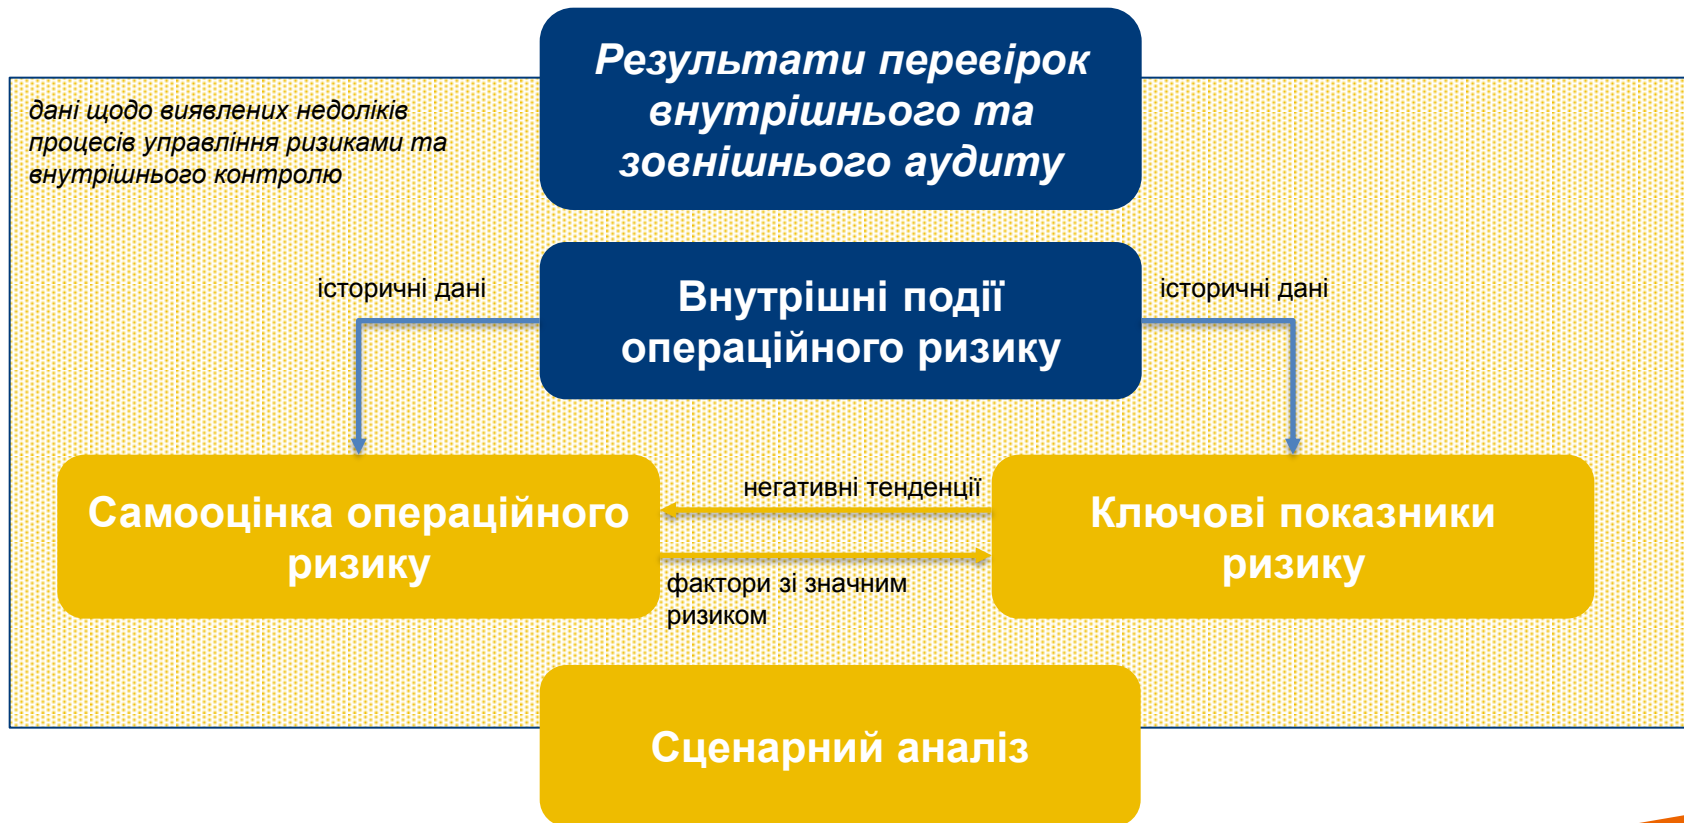 Результати перевірок
внутрішнього та
зовнішнього аудиту
дані щодо виявлених недоліків
процесів управління ризиками та
внутрішнього контролю
історичні дані
Внутрішні події
операційного ризику
історичні дані
Самооцінка операційного
ризику
негативні тенденції
фактори зі значним
ризиком
Ключові показники
ризику
Сценарний аналіз